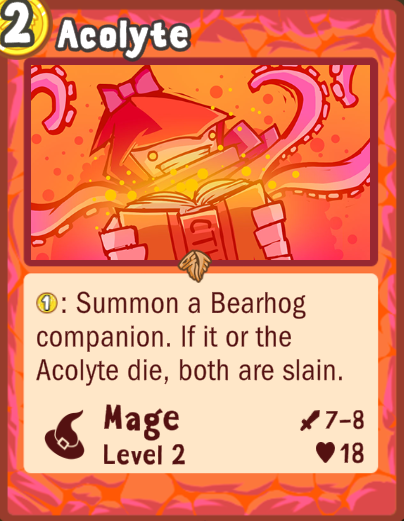 2 Acolyte
CT
1: Summon a Bearhog
companion. If it or the
Acolyte die, both are slain.
Mage 7–8
Level 2 18